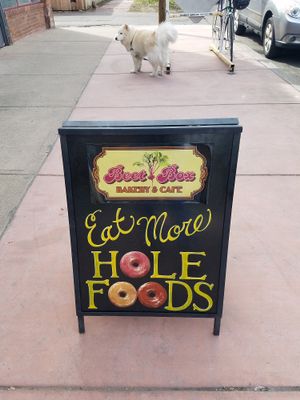 Beet Box
BAKERY & CAFE
Eat More
HOLE
FOODS